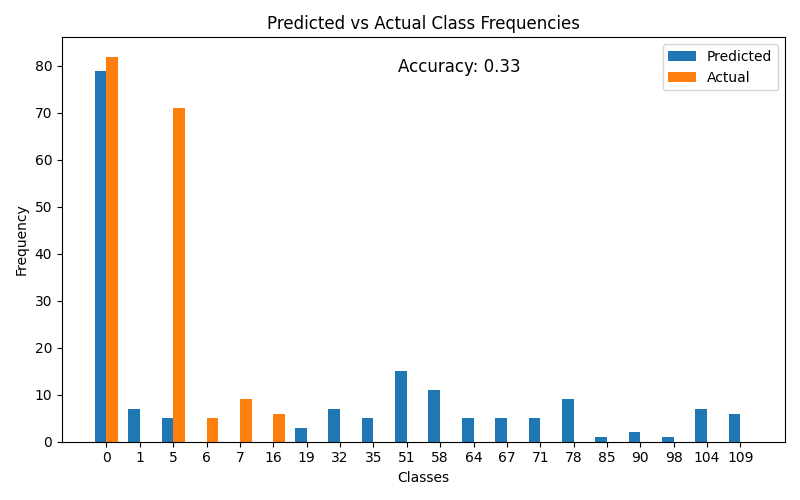 Predicted vs Actual Class Frequencies
Accuracy: 0.33
Predicted
Actual
Frequency
80
70
60
50
40
30
20
10
0
0 1 5 6 7 16 19 32 35 51 58 64 67 71 78 85 90 98 104 109
Classes